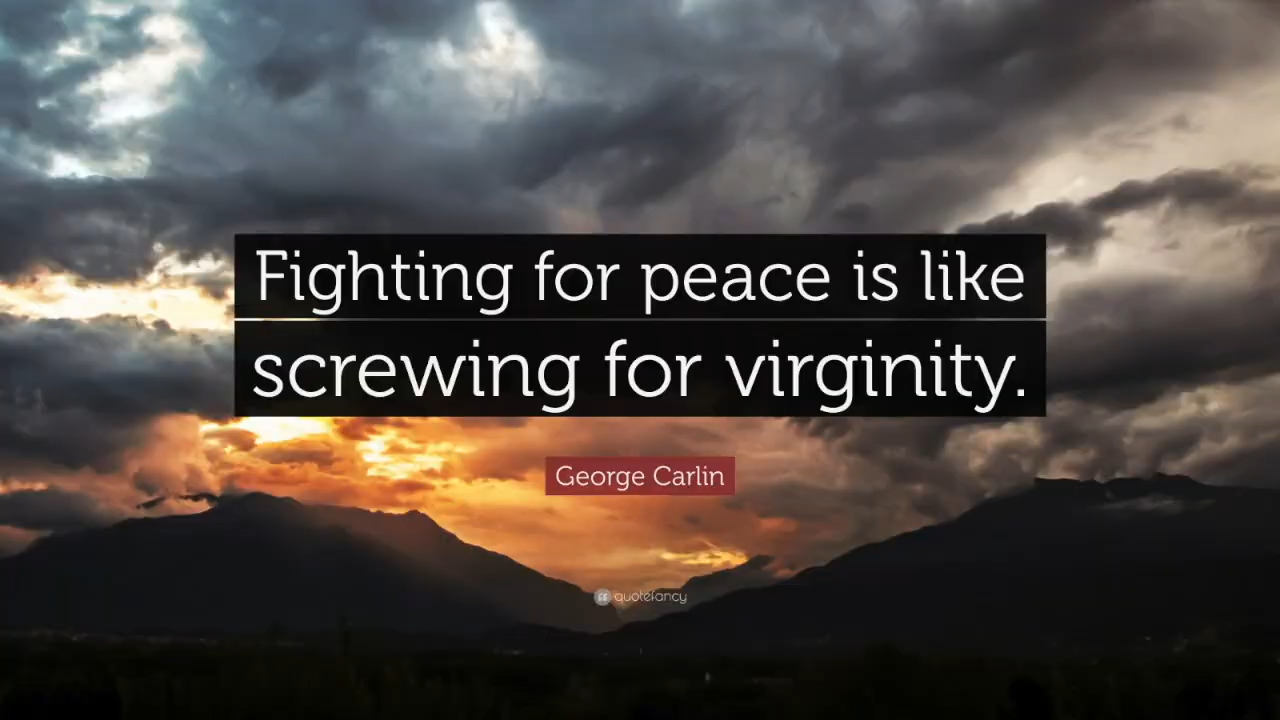 Fighting for peace is like
screwing for virginity.
George Carlin
quotefancy